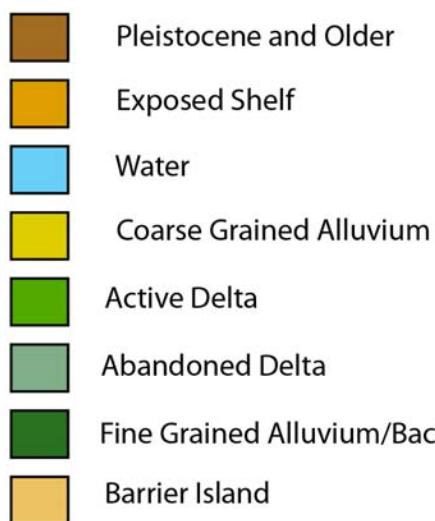 Pleistocene and Older
Exposed Shelf
Water
Coarse Grained Alluvium
Active Delta
Abandoned Delta
Fine Grained Alluvium/Bac
Barrier Island